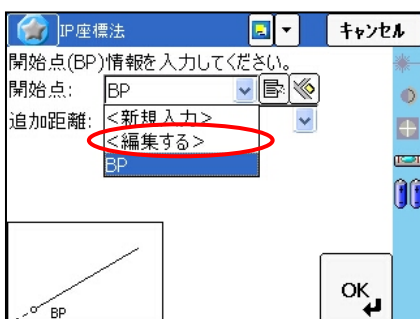 IP座標法
キャンセル
開始点(BP)情報を入力してください。
開始点: BP
追加距離:
<新規入力>
<編集する>
BP
BP
OK